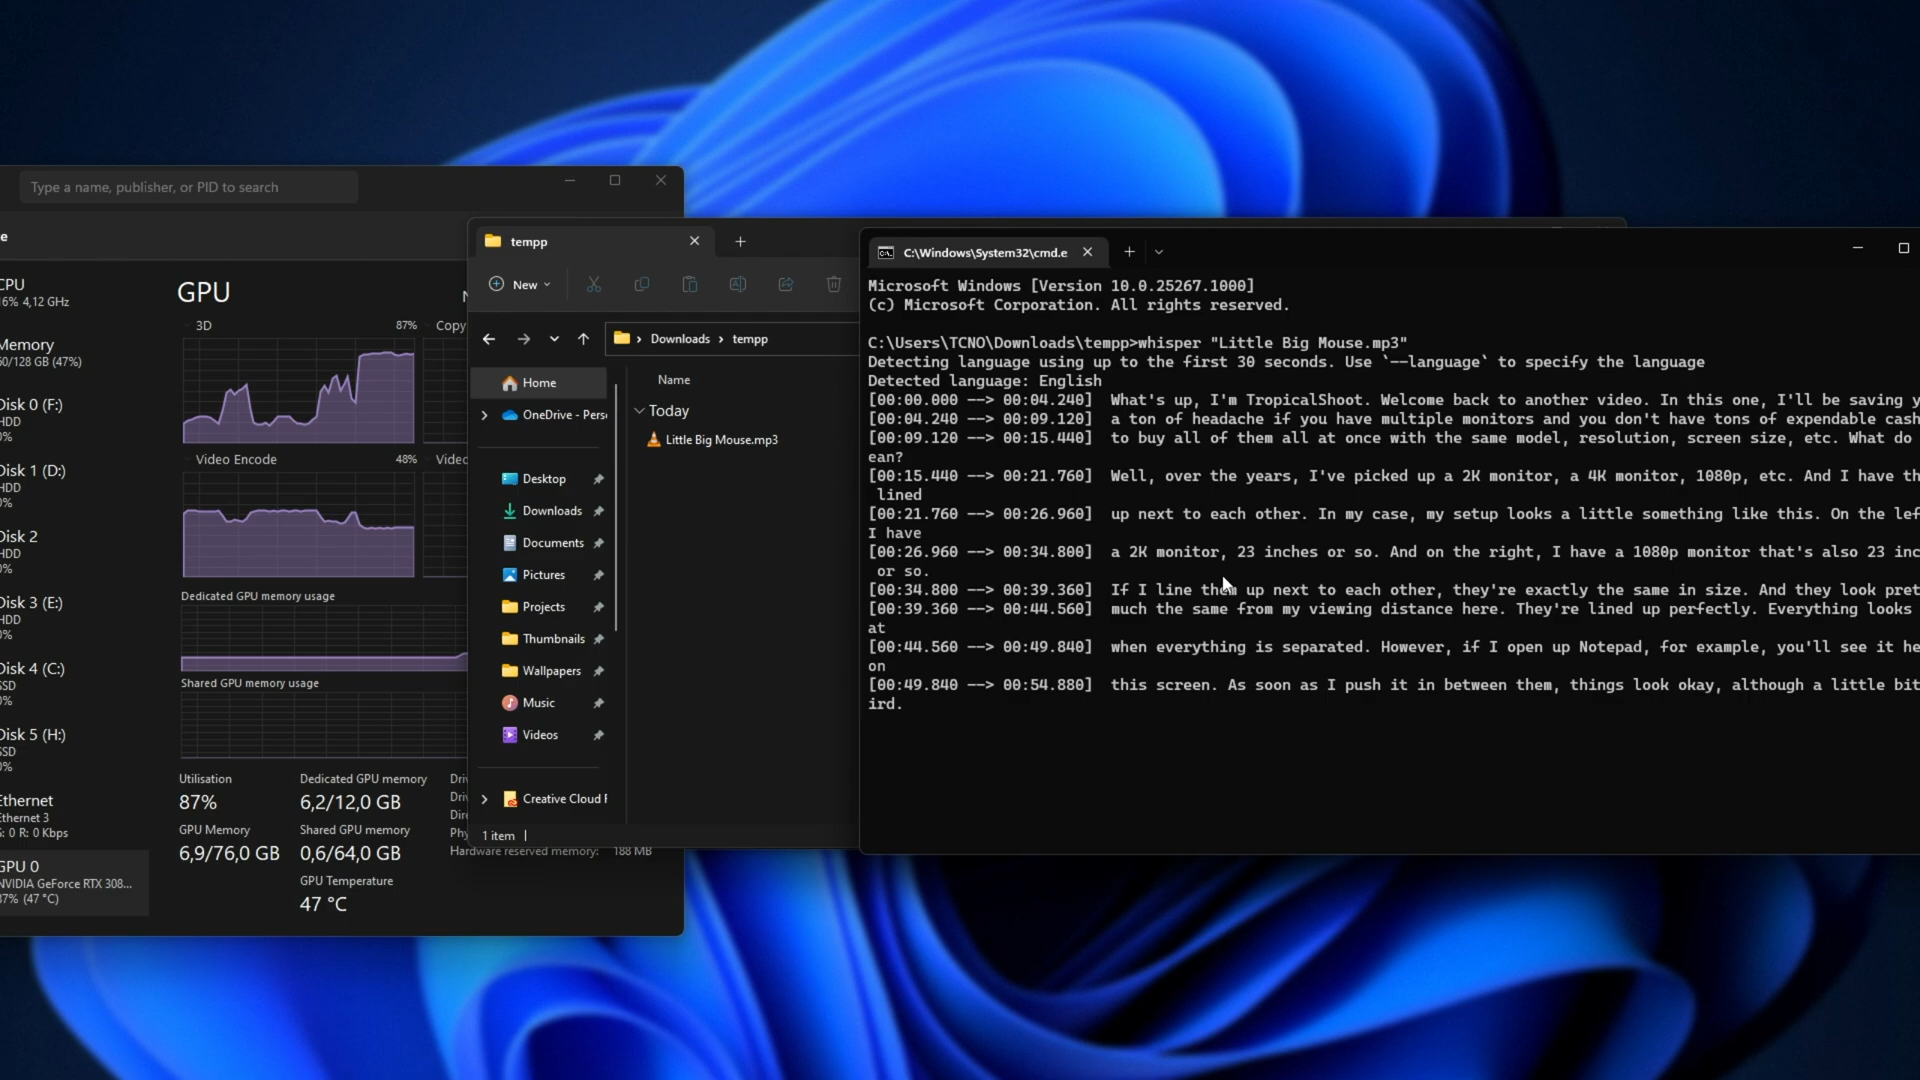 Type a name, publisher, or PID to search
e
CPU
16% 4,12 GHz
Memory
60/128 GB (47%)
Disk 0 (F:)
HDD
0%
Disk 1 (D:)
HDD
0%
Disk 2
HDD
0%
Disk 3 (E:)
HDD
0%
Disk 4 (C:)
SSD
0%
Disk 5 (H:)
SSD
0%
Ethernet
Ethernet 3
S: 0 R: 0 Kbps
GPU 0
NVIDIA GeForce RTX 308...
87% (47 °C)
GPU
N
3D 87% Copy
Video Encode 48% Videc
Dedicated GPU memory usage
Shared GPU memory usage
Utilisation
87%
Dedicated GPU memory
6,2/12,0 GB
GPU Memory
6,9/76,0 GB
Shared GPU memory
0,6/64,0 GB
GPU Temperature
47 °C
Driv
Driv
Dire
Phy
Hardware reserved memory: 188 MB
tempp
New
Downloads > tempp
Home
OneDrive - Perso
Desktop
Downloads
Documents
Pictures
Projects
Thumbnails
Wallpapers
Music
Videos
Creative Cloud F
Name
Today
Little Big Mouse.mp3
1 item
C:\Windows\System32\cmd.e
Microsoft Windows [Version 10.0.25267.1000]
(c) Microsoft Corporation. All rights reserved.
C:\Users\TCNO\Downloads\tempp>whisper "Little Big Mouse.mp3"
Detecting language using up to the first 30 seconds. Use `--language` to specify the language
Detected language: English
[00:00.000 --> 00:04.240]  What's up, I'm TropicalShoot. Welcome back to another video. In this one, I'll be saving y
[00:04.240 --> 00:09.120]  a ton of headache if you have multiple monitors and you don't have tons of expendable cash
[00:09.120 --> 00:15.440]  to buy all of them all at once with the same model, resolution, screen size, etc. What do
ean?
[00:15.440 --> 00:21.760]  Well, over the years, I've picked up a 2K monitor, a 4K monitor, 1080p, etc. And I have th
lined
[00:21.760 --> 00:26.960]  up next to each other. In my case, my setup looks a little something like this. On the lef
I have
[00:26.960 --> 00:34.800]  a 2K monitor, 23 inches or so. And on the right, I have a 1080p monitor that's also 23 inc
or so.
[00:34.800 --> 00:39.360]  If I line them up next to each other, they're exactly the same in size. And they look pret
[00:39.360 --> 00:44.560]  much the same from my viewing distance here. They're lined up perfectly. Everything looks
at
[00:44.560 --> 00:49.840]  when everything is separated. However, if I open up Notepad, for example, you'll see it he
on
[00:49.840 --> 00:54.880]  this screen. As soon as I push it in between them, things look okay, although a little bit
ird.